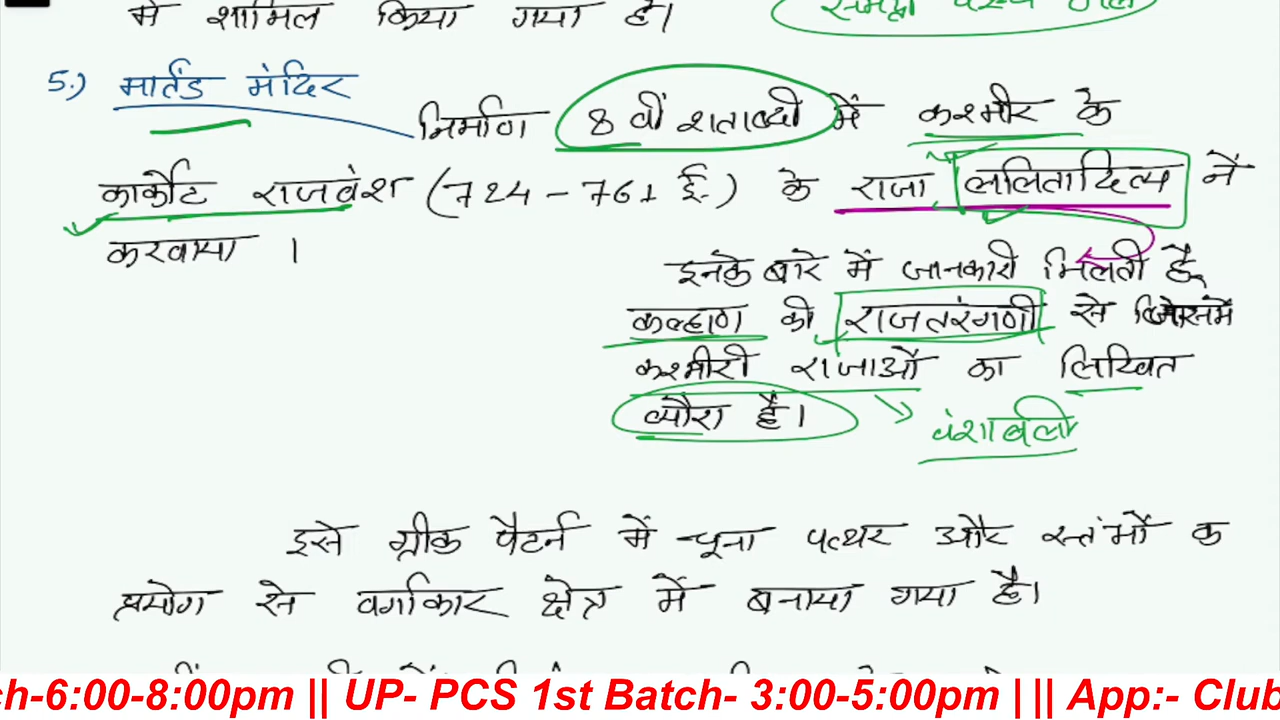 में शामिल किया गया है।
5.) मार्तंड मंदिर
निर्माण 8 वीं शताब्दी में कश्मीर के
कार्कोट राजवंश (724 - 761 ई.) के राजा ललितादित्य ने
करवाया ।
इनके बारे में जानकारी मिलती है
कल्हाण की राजतरंगणी से जिसमें
कश्मीरी राजाओं का लिखित
ब्यौरा है।
वंशाबली
इसे ग्रीक पैटर्न में चूना पत्थर और स्तंभों क
प्रयोग से वर्गाकार क्षेत्र में बनाया गया है।
ch-6:00-8:00pm || UP- PCS 1st Batch- 3:00-5:00pm | || App:- Club